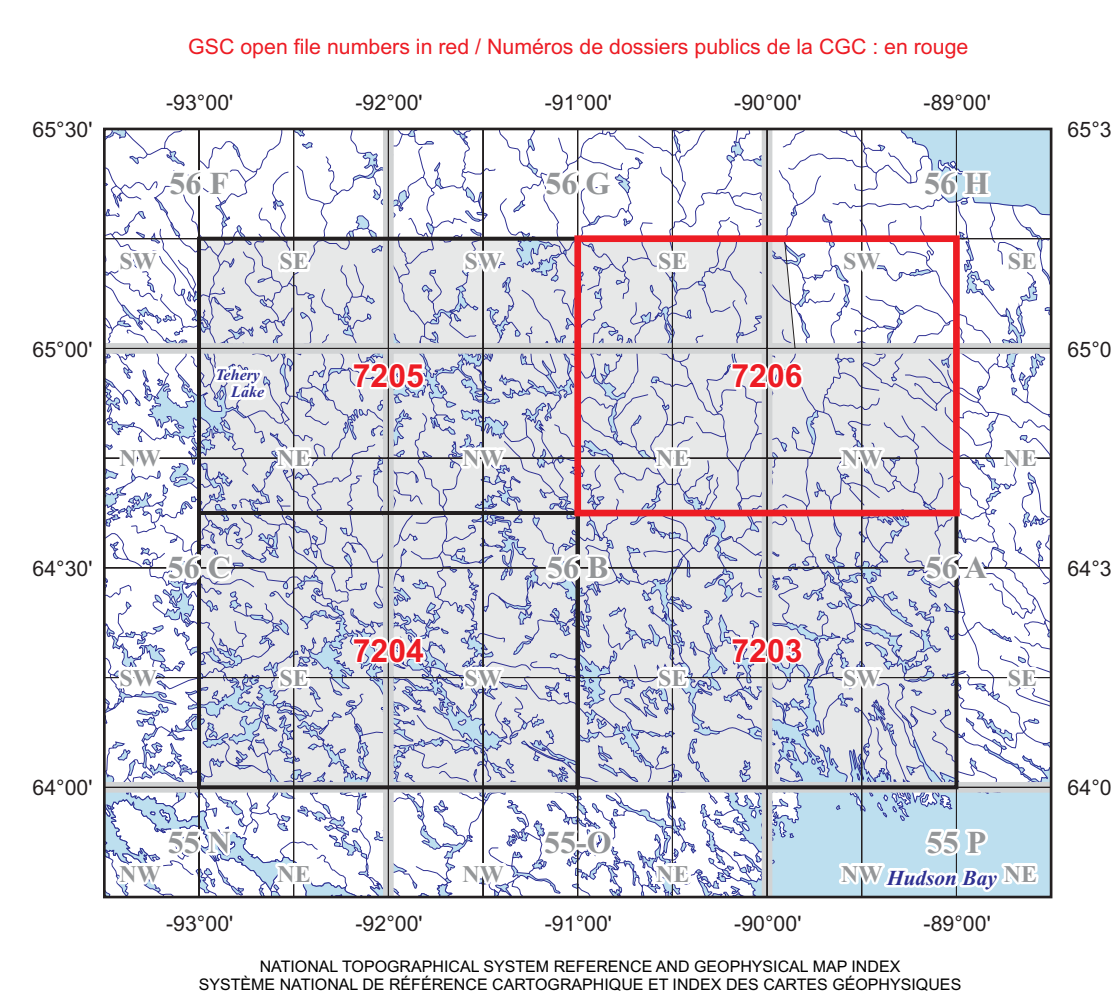 GSC open file numbers in red / Numéros de dossiers publics de la CGC : en rouge
-93°00' -92°00' -91°00' -90°00' -89°00'
65°30' 65°3
56 F 56 G 56 H
SW SE SW SE SW SE
65°00' 65°0
7205 7206
Tehery
Lake
NW NE NW NE NW NE
64°30' 56 C 56 B 56 A 64°3
7204 7203
SW SE SW SE SW SE
64°00' 64°0
55 N 55 O 55 P
NW NE NW NE NW Hudson Bay NE
-93°00' -92°00' -91°00' -90°00' -89°00'
NATIONAL TOPOGRAPHICAL SYSTEM REFERENCE AND GEOPHYSICAL MAP INDEX
SYSTÈME NATIONAL DE RÉFÉRENCE CARTOGRAPHIQUE ET INDEX DES CARTES GÉOPHYSIQUES